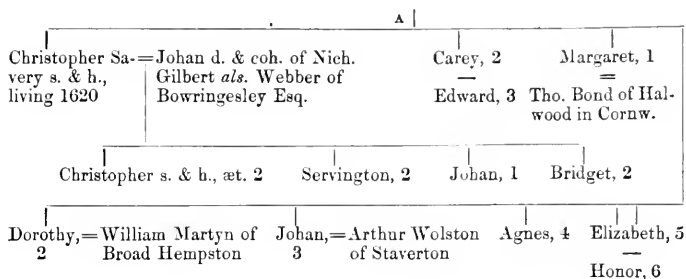 A
Christopher Sa-=Johan d. & coh. of Nich.
very s. & h., Gilbert als. Webber of
living 1620 Bowringesley Esq.
Carey, 2
—
Edward, 3
Margaret, 1
=
Tho. Bond of Hal-
wood in Cornw.
Christopher s. & h., æt. 2 Servington, 2 Johan, 1 Bridget, 2
Dorothy,=William Martyn of
2 Broad Hempston
Johan,=Arthur Wolston
3 of Staverton
Agnes, 4
Elizabeth, 5
—
Honor, 6